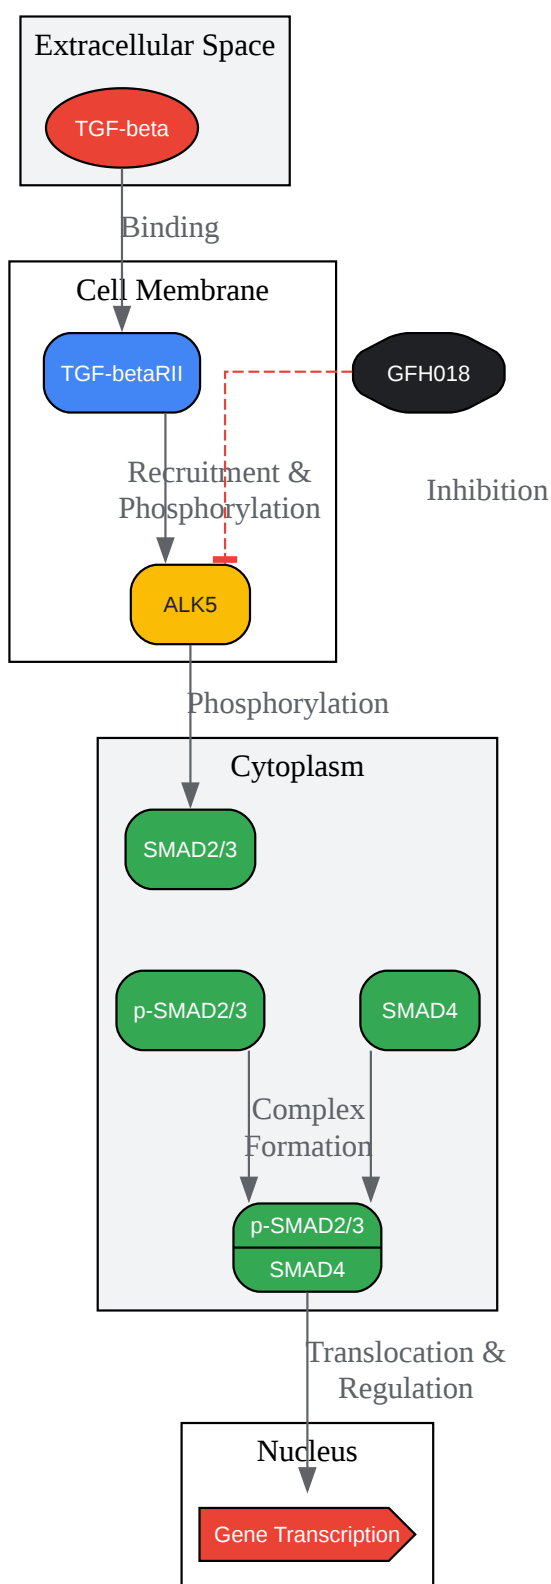 Extracellular Space
TGF-beta
Binding
Cell Membrane
TGF-betaRII
GFH018
Recruitment &
Phosphorylation
Inhibition
ALK5
Phosphorylation
Cytoplasm
SMAD2/3
p-SMAD2/3
SMAD4
Complex
Formation
p-SMAD2/3
SMAD4
Translocation &
Regulation
Nucleus
Gene Transcription